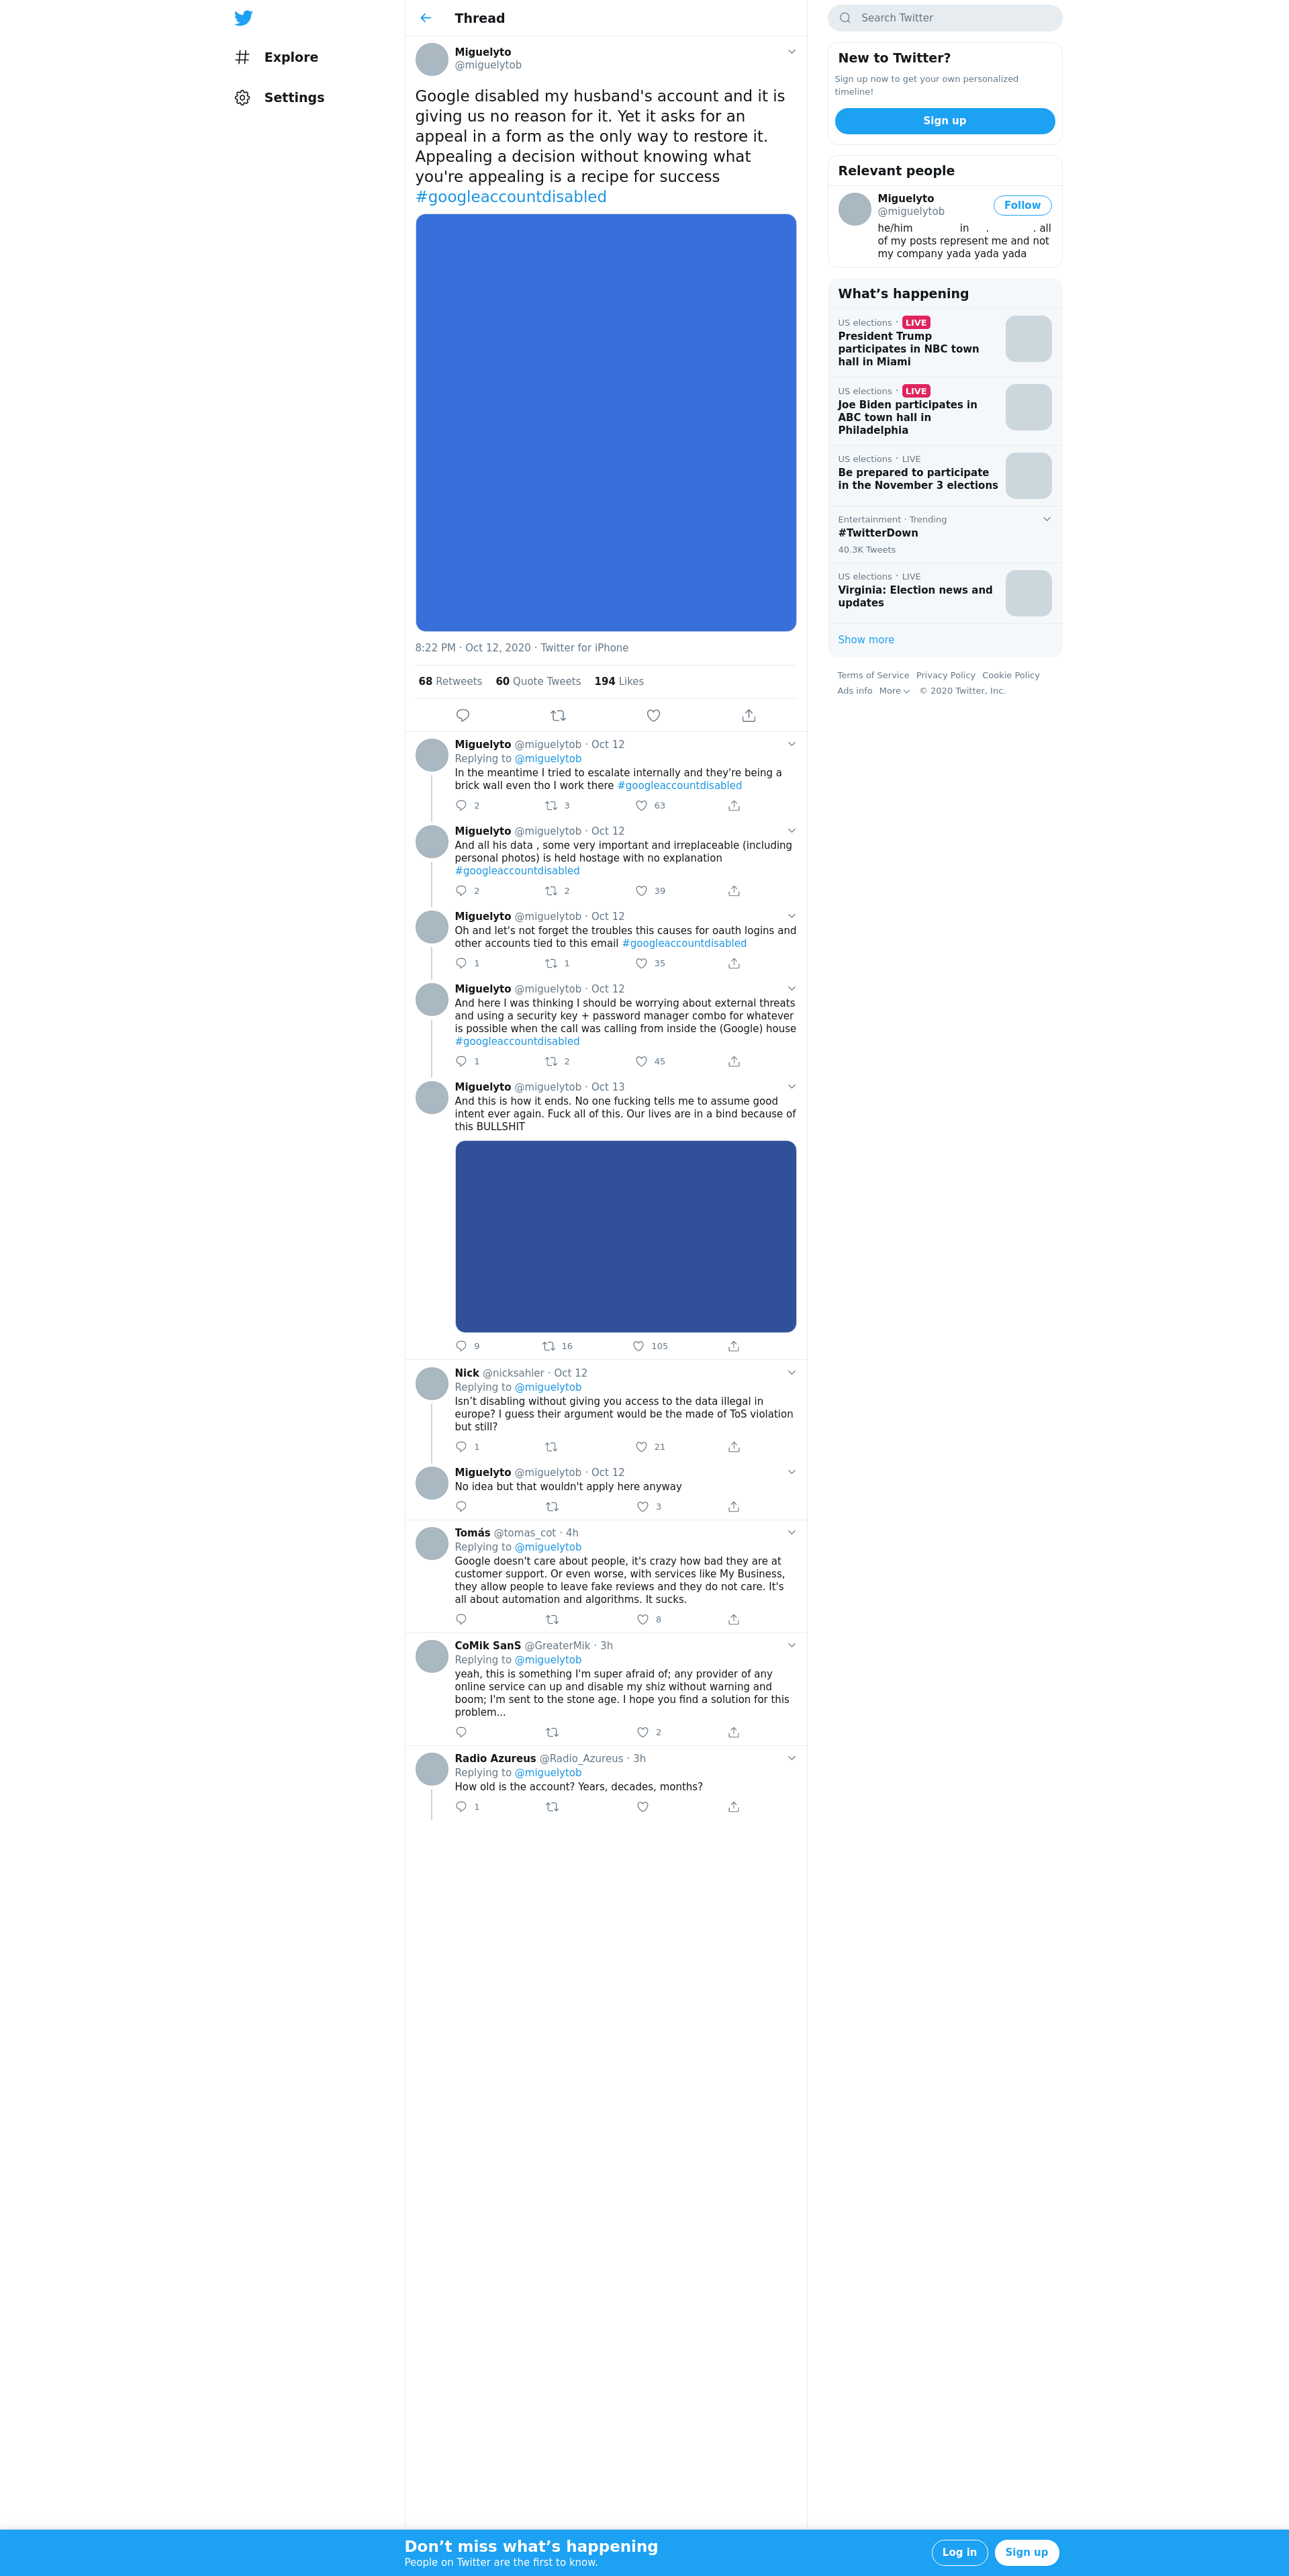 Explore
Settings
Thread
Miguelyto
@miguelytob
Google disabled my husband's account and it is
giving us no reason for it. Yet it asks for an
appeal in a form as the only way to restore it.
Appealing a decision without knowing what
you're appealing is a recipe for success
#googleaccountdisabled
8:22 PM · Oct 12, 2020 · Twitter for iPhone
68 Retweets 60 Quote Tweets 194 Likes
Miguelyto @miguelytob · Oct 12
Replying to @miguelytob
In the meantime I tried to escalate internally and they're being a
brick wall even tho I work there #googleaccountdisabled
2 3 63
Miguelyto @miguelytob · Oct 12
And all his data , some very important and irreplaceable (including
personal photos) is held hostage with no explanation
#googleaccountdisabled
2 2 39
Miguelyto @miguelytob · Oct 12
Oh and let's not forget the troubles this causes for oauth logins and
other accounts tied to this email #googleaccountdisabled
1 1 35
Miguelyto @miguelytob · Oct 12
And here I was thinking I should be worrying about external threats
and using a security key + password manager combo for whatever
is possible when the call was calling from inside the (Google) house
#googleaccountdisabled
1 2 45
Miguelyto @miguelytob · Oct 13
And this is how it ends. No one fucking tells me to assume good
intent ever again. Fuck all of this. Our lives are in a bind because of
this BULLSHIT
9 16 105
Nick @nicksahler · Oct 12
Replying to @miguelytob
Isn’t disabling without giving you access to the data illegal in
europe? I guess their argument would be the made of ToS violation
but still?
1 21
Miguelyto @miguelytob · Oct 12
No idea but that wouldn't apply here anyway
3
Tomás @tomas_cot · 4h
Replying to @miguelytob
Google doesn't care about people, it's crazy how bad they are at
customer support. Or even worse, with services like My Business,
they allow people to leave fake reviews and they do not care. It's
all about automation and algorithms. It sucks.
8
CoMik SanS @GreaterMik · 3h
Replying to @miguelytob
yeah, this is something I'm super afraid of; any provider of any
online service can up and disable my shiz without warning and
boom; I'm sent to the stone age. I hope you find a solution for this
problem...
2
Radio Azureus @Radio_Azureus · 3h
Replying to @miguelytob
How old is the account? Years, decades, months?
1
Search Twitter
New to Twitter?
Sign up now to get your own personalized
timeline!
Sign up
Relevant people
Miguelyto
@miguelytob
Follow
he/him in . . all
of my posts represent me and not
my company yada yada yada
What’s happening
US elections · LIVE
President Trump
participates in NBC town
hall in Miami
US elections · LIVE
Joe Biden participates in
ABC town hall in
Philadelphia
US elections · LIVE
Be prepared to participate
in the November 3 elections
Entertainment · Trending
#TwitterDown
40.3K Tweets
US elections · LIVE
Virginia: Election news and
updates
Show more
Terms of Service Privacy Policy Cookie Policy
Ads info More © 2020 Twitter, Inc.
Don’t miss what’s happening
People on Twitter are the first to know.
Log in
Sign up